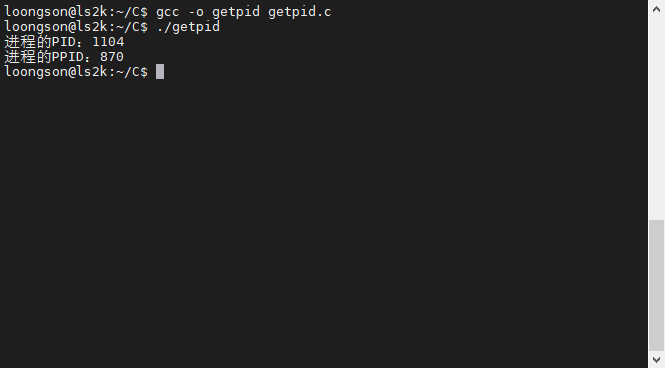 loongson@ls2k:~/C$ gcc -o getpid getpid.c
loongson@ls2k:~/C$ ./getpid
进程的PID：1104
进程的PPID：870
loongson@ls2k:~/C$